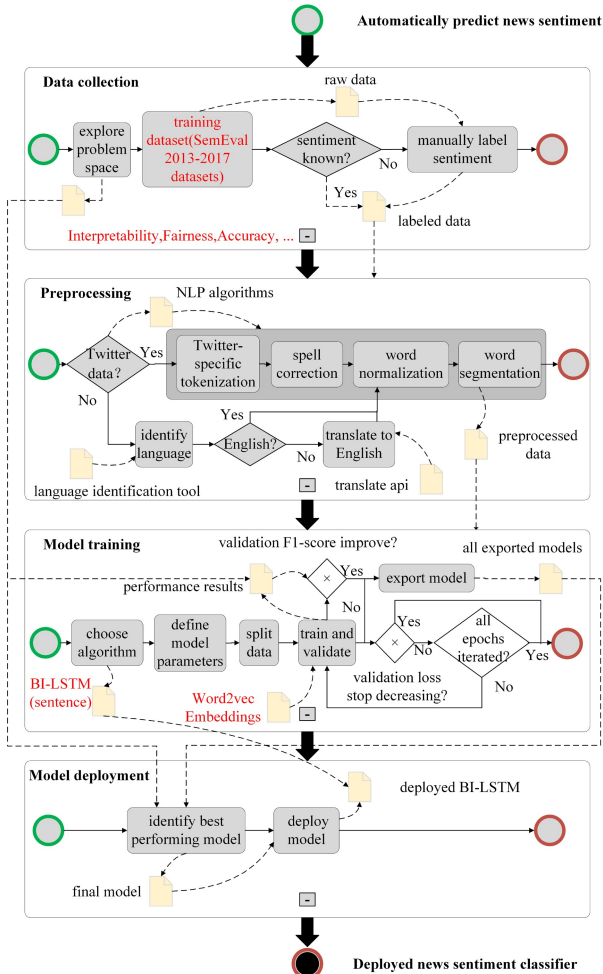 Automatically predict news sentiment
Data collection
raw data
explore
problem
space
training
dataset(SemEval
2013-2017
datasets)
sentiment
known?
No
manually label
sentiment
Yes
labeled data
Interpretability,Fairness,Accuracy, ...
-
Preprocessing
NLP algorithms
Twitter
data?
Yes
Twitter-
specific
tokenization
spell
correction
word
normalization
word
segmentation
No
Yes
identify
language
English?
No
translate to
English
preprocessed
data
language identification tool
translate api
-
Model training
validation F1-score improve?
all exported models
performance results
×
Yes
export model
No
choose
algorithm
define
model
parameters
split
data
train and
validate
×
Yes
No
all
epochs
iterated?
Yes
BI-LSTM
(sentence)
Word2vec
Embeddings
validation loss
stop decreasing?
No
-
Model deployment
deployed BI-LSTM
identify best
performing model
deploy
model
final model
-
Deployed news sentiment classifier